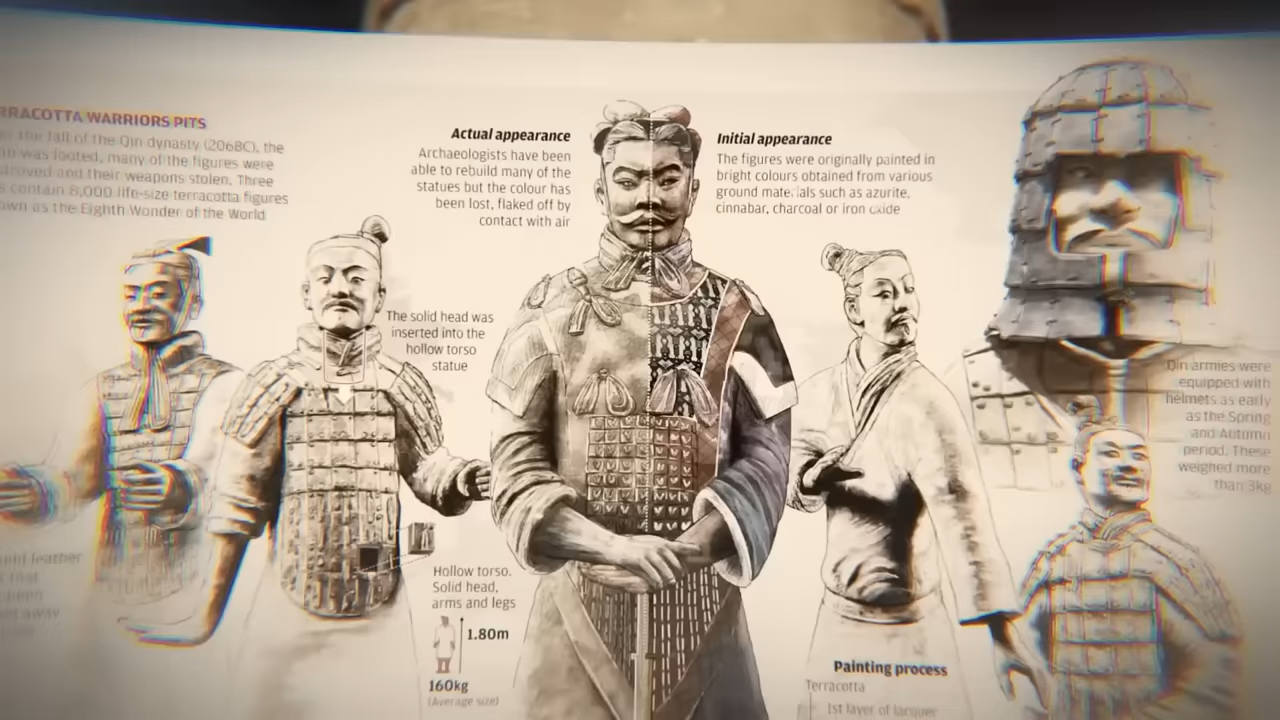 RRACOTTA WARRIORS PITS
the fall of the Qin dynasty (206BC), the
was looted, many of the figures were
and their weapons stolen. Three
contain 8,000 life-size terracotta figures
as the Eighth Wonder of the World
Actual appearance
Archaeologists have been
able to rebuild many of the
statues but the colour has
been lost, flaked off by
contact with air
Initial appearance
The figures were originally painted in
bright colours obtained from various
ground materials such as azurite,
cinnabar, charcoal or iron oxide
The solid head was
inserted into the
hollow torso
statue
Qin armies were
equipped with
helmets as early
as the Spring
and Autumn
period. These
weighed more
than 3kg
leather
that
been
away
Hollow torso.
Solid head,
arms and legs
1.80m
160kg
(Average size)
Painting process
Terracotta
1st layer of lacquer